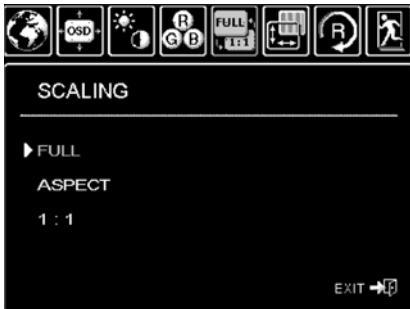 OSD
R
G B
FULL
1:1
R
SCALING
FULL
ASPECT
1 : 1
EXIT